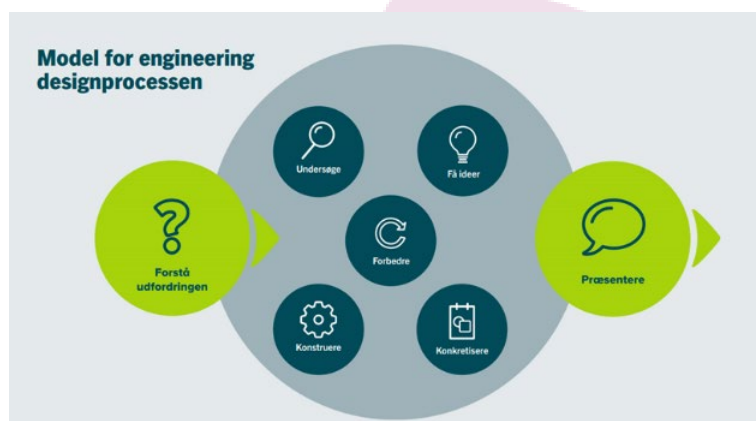 Model for engineering
designprocessen
Undersøge
Få ideer
Forstå
udfordringen
Forbedre
Præsentere
Konstruere
Konkretisere